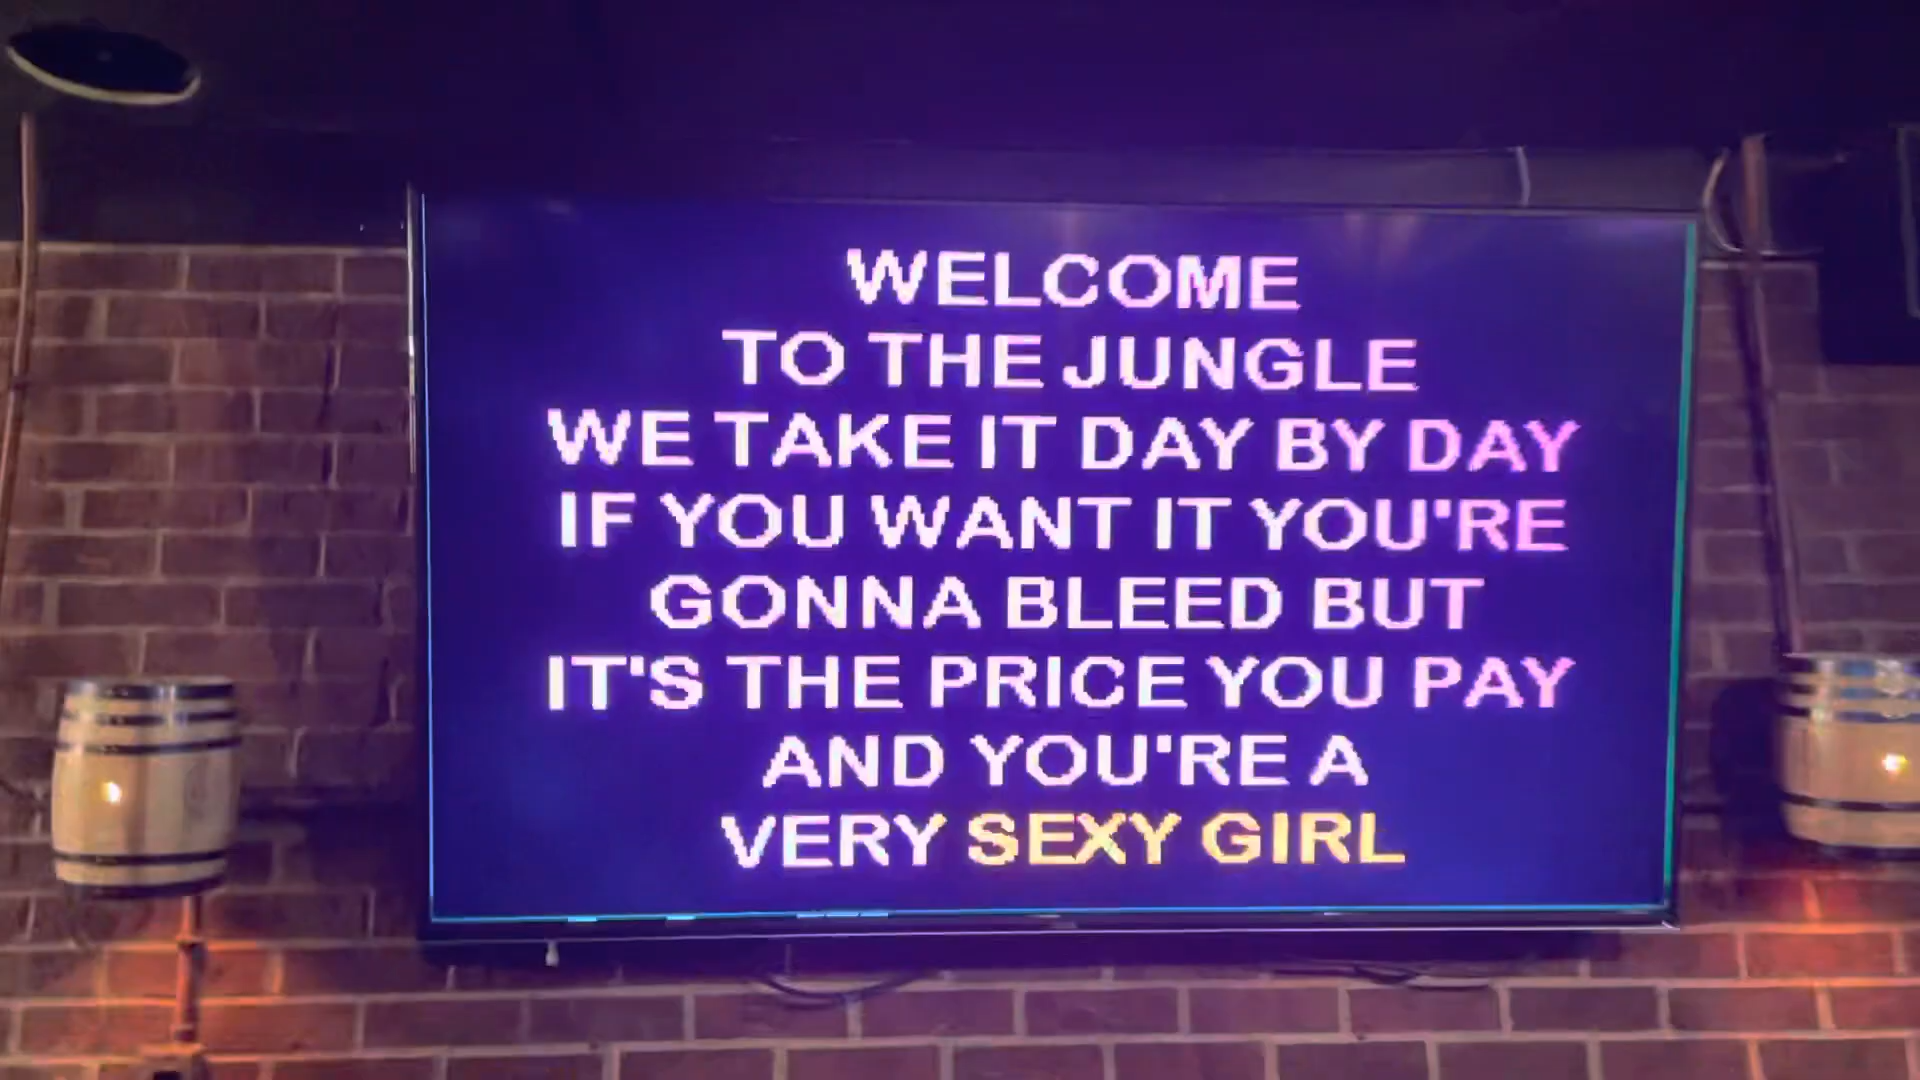 WELCOME
TO THE JUNGLE
WE TAKE IT DAY BY DAY
IF YOU WANT IT YOU'RE
GONNA BLEED BUT
IT'S THE PRICE YOU PAY
AND YOU'RE A
VERY SEXY GIRL